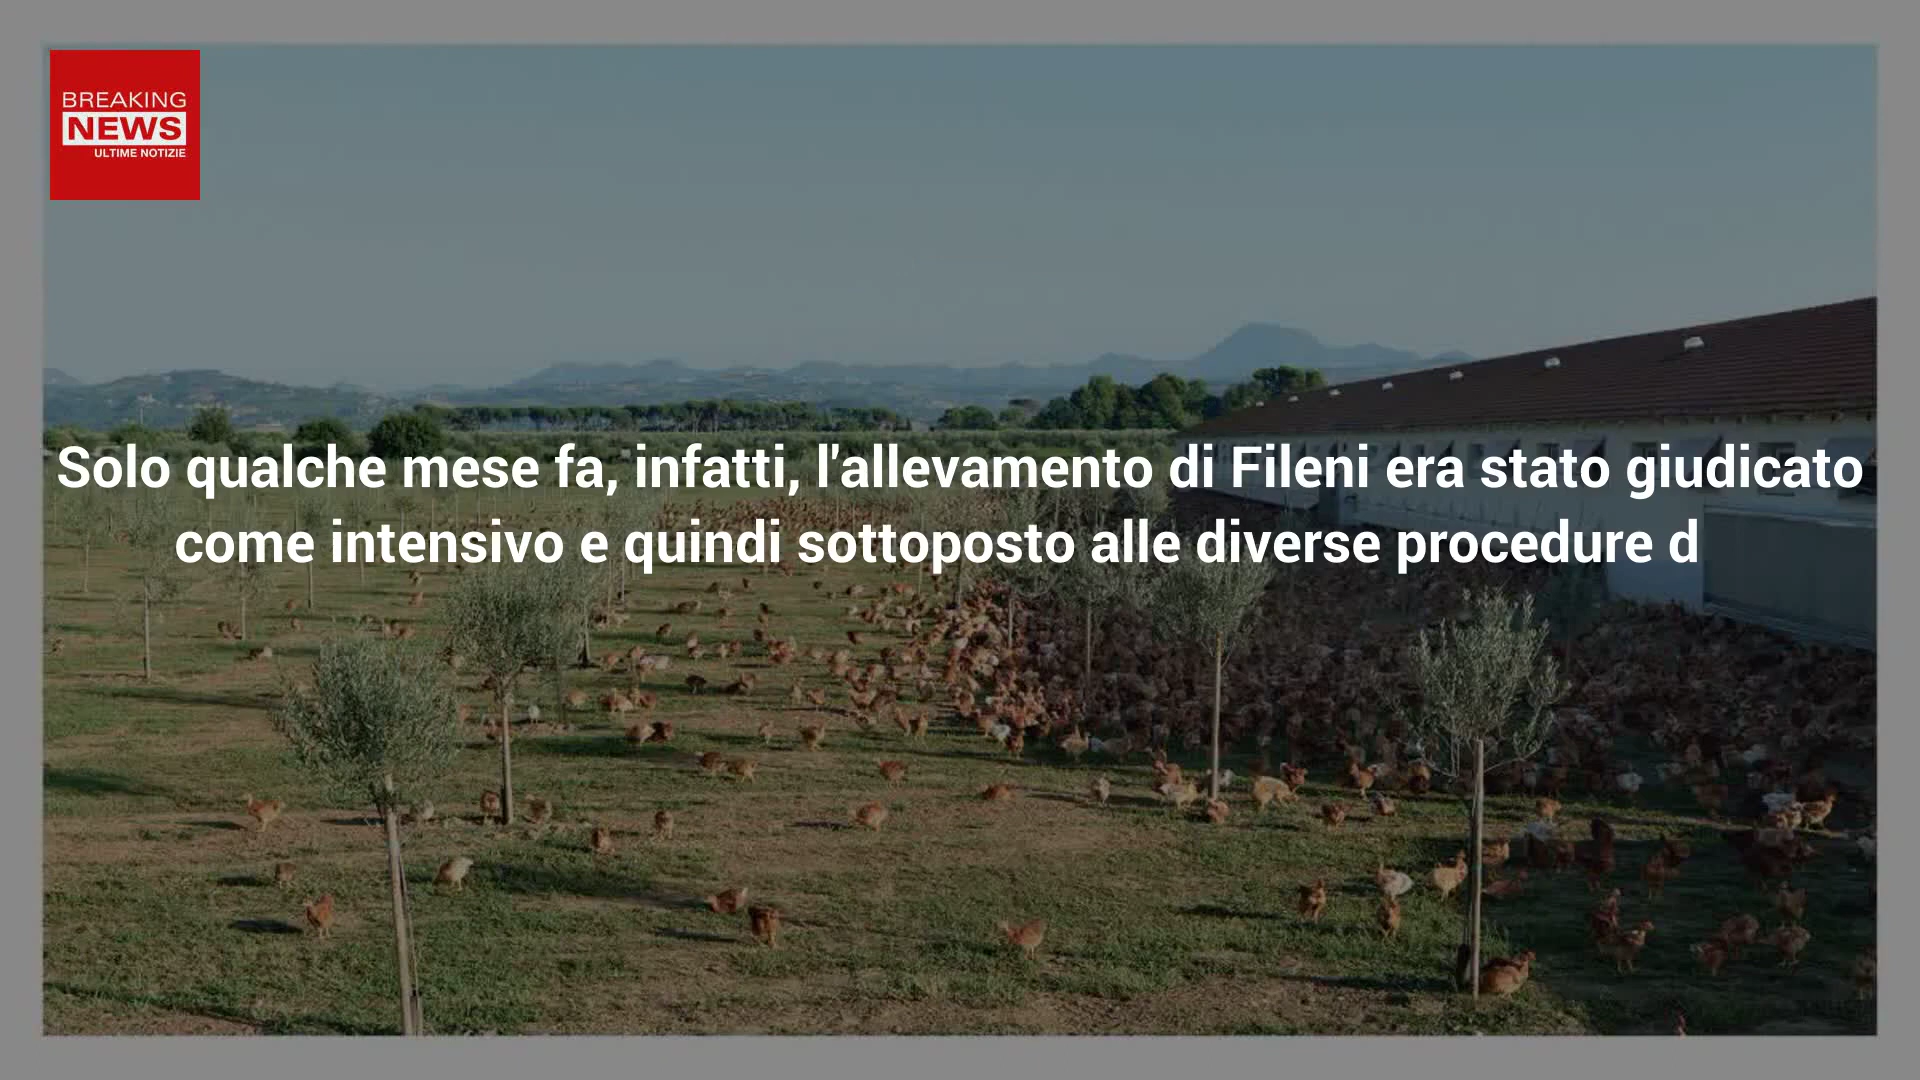 BREAKING
NEWS
ULTIME NOTIZIE
Solo qualche mese fa, infatti, l'allevamento di Fileni era stato giudicato
come intensivo e quindi sottoposto alle diverse procedure d